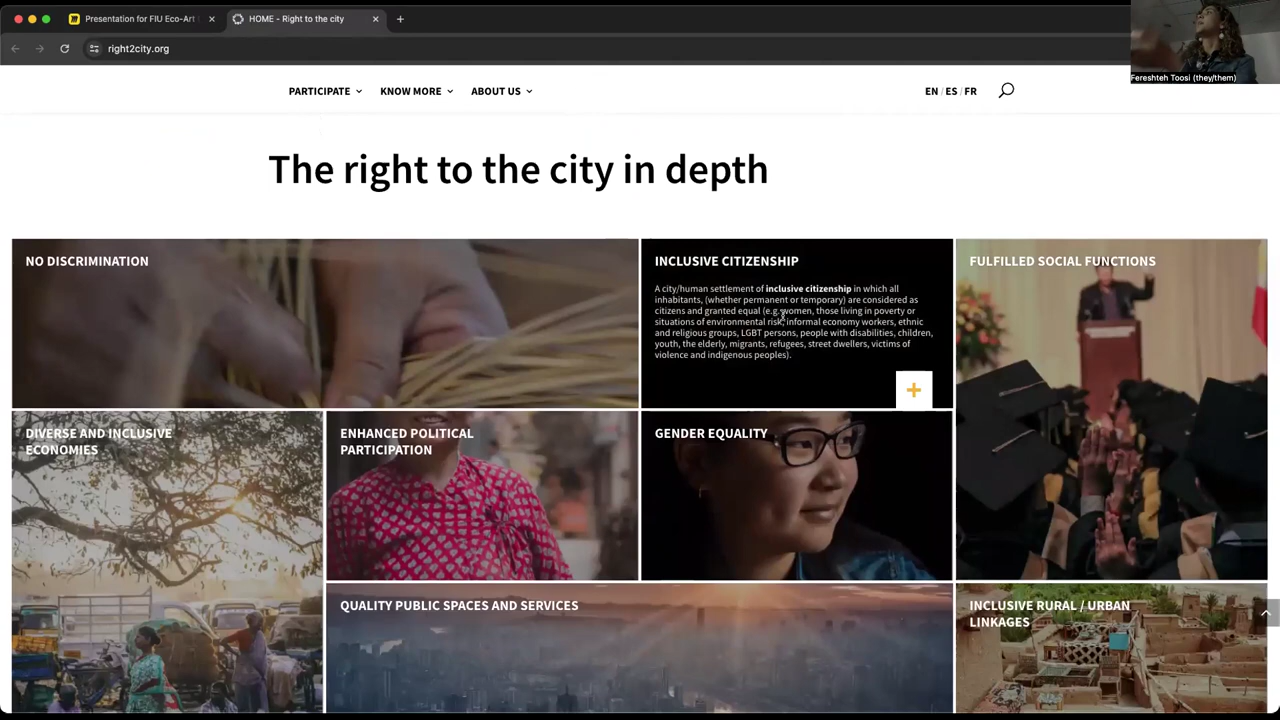 Presentation for FIU Eco-Art
HOME - Right to the city
right2city.org
Fereshteh Toosi (they/them)
PARTICIPATE
KNOW MORE
ABOUT US
EN / ES / FR
The right to the city in depth
NO DISCRIMINATION
INCLUSIVE CITIZENSHIP
A city/human settlement of inclusive citizenship in which all
inhabitants, (whether permanent or temporary) are considered as
citizens and granted equal (e.g. women, those living in poverty or
situations of environmental risk, informal economy workers, ethnic
and religious groups, LGBT persons, people with disabilities, children,
youth, the elderly, migrants, refugees, street dwellers, victims of
violence and indigenous peoples).
FULFILLED SOCIAL FUNCTIONS
DIVERSE AND INCLUSIVE
ECONOMIES
ENHANCED POLITICAL
PARTICIPATION
GENDER EQUALITY
QUALITY PUBLIC SPACES AND SERVICES
INCLUSIVE RURAL / URBAN
LINKAGES